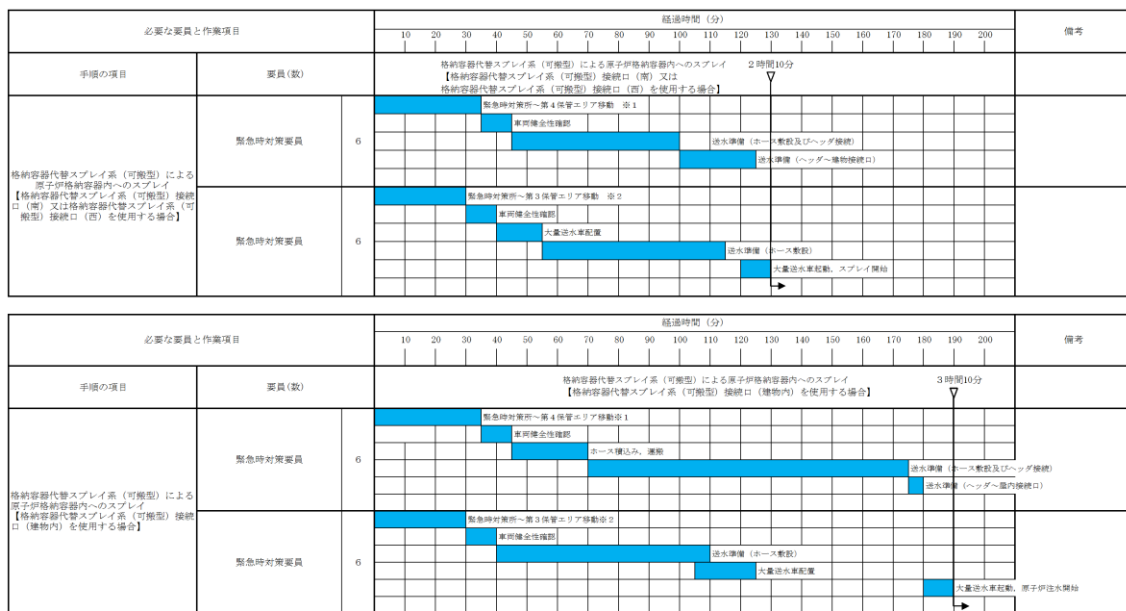 必要な要員と作業項目
経過時間（分）
備考
10 20 30 40 50 60 70 80 90 100 110 120 130 140 150 160 170 180 190 200
手順の項目
要員(数)
格納容器代替スプレイ系（可搬型）による原子炉格納容器内へのスプレイ
【格納容器代替スプレイ系（可搬型）接続口（南）又は
格納容器代替スプレイ系（可搬型）接続口（西）を使用する場合】
２時間10分
格納容器代替スプレイ系（可搬型）による
原子炉格納容器内へのスプレイ
【格納容器代替スプレイ系（可搬型）接続
口（南）又は格納容器代替スプレイ系（可
搬型）接続口（西）を使用する場合】
緊急時対策要員
6
緊急時対策所～第４保管エリア移動　※１
車両健全性確認
送水準備（ホース敷設及びヘッダ接続）
送水準備（ヘッダ～建物接続口）
緊急時対策要員
6
緊急時対策所～第３保管エリア移動　※２
車両健全性確認
大量送水車配置
送水準備（ホース敷設）
大量送水車起動，スプレイ開始
必要な要員と作業項目
経過時間（分）
備考
10 20 30 40 50 60 70 80 90 100 110 120 130 140 150 160 170 180 190 200
手順の項目
要員(数)
格納容器代替スプレイ系（可搬型）による原子炉格納容器内へのスプレイ
【格納容器代替スプレイ系（可搬型）接続口（建物内）を使用する場合】
３時間10分
格納容器代替スプレイ系（可搬型）による
原子炉格納容器内へのスプレイ
【格納容器代替スプレイ系（可搬型）接続
口（建物内）を使用する場合】
緊急時対策要員
6
緊急時対策所～第４保管エリア移動※１
車両健全性確認
ホース積込み，運搬
送水準備（ホース敷設及びヘッダ接続）
送水準備（ヘッダ～屋内接続口）
緊急時対策要員
6
緊急時対策所～第３保管エリア移動※２
車両健全性確認
送水準備（ホース敷設）
大量送水車配置
大量送水車起動，原子炉注水開始